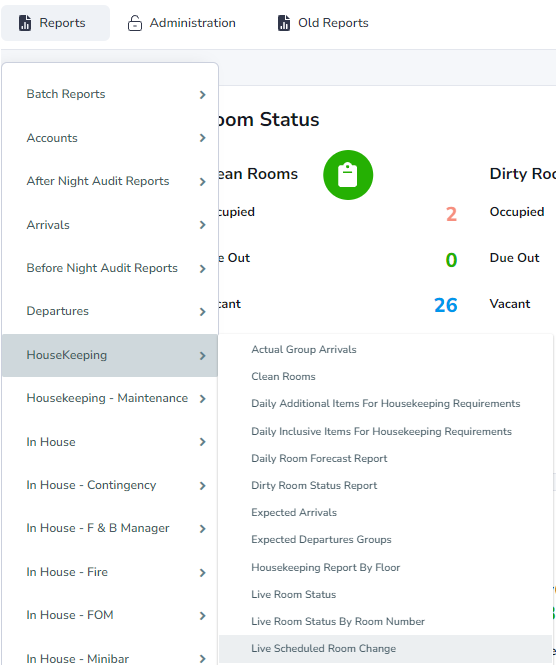 Reports
Administration
Old Reports
Batch Reports
Accounts
After Night Audit Reports
Arrivals
Before Night Audit Reports
Departures
HouseKeeping
Housekeeping - Maintenance
In House
In House - Contingency
In House - F & B Manager
In House - Fire
In House - FOM
In House - Minibar
Status
Rooms
Dirty
2
Occupied
Out
0
Due Out
26
Vacant
Actual Group Arrivals
Clean Rooms
Daily Additional Items For Housekeeping Requirements
Daily Inclusive Items For Housekeeping Requirements
Daily Room Forecast Report
Dirty Room Status Report
Expected Arrivals
Expected Departures Groups
Housekeeping Report By Floor
Live Room Status
Live Room Status By Room Number
Live Scheduled Room Change